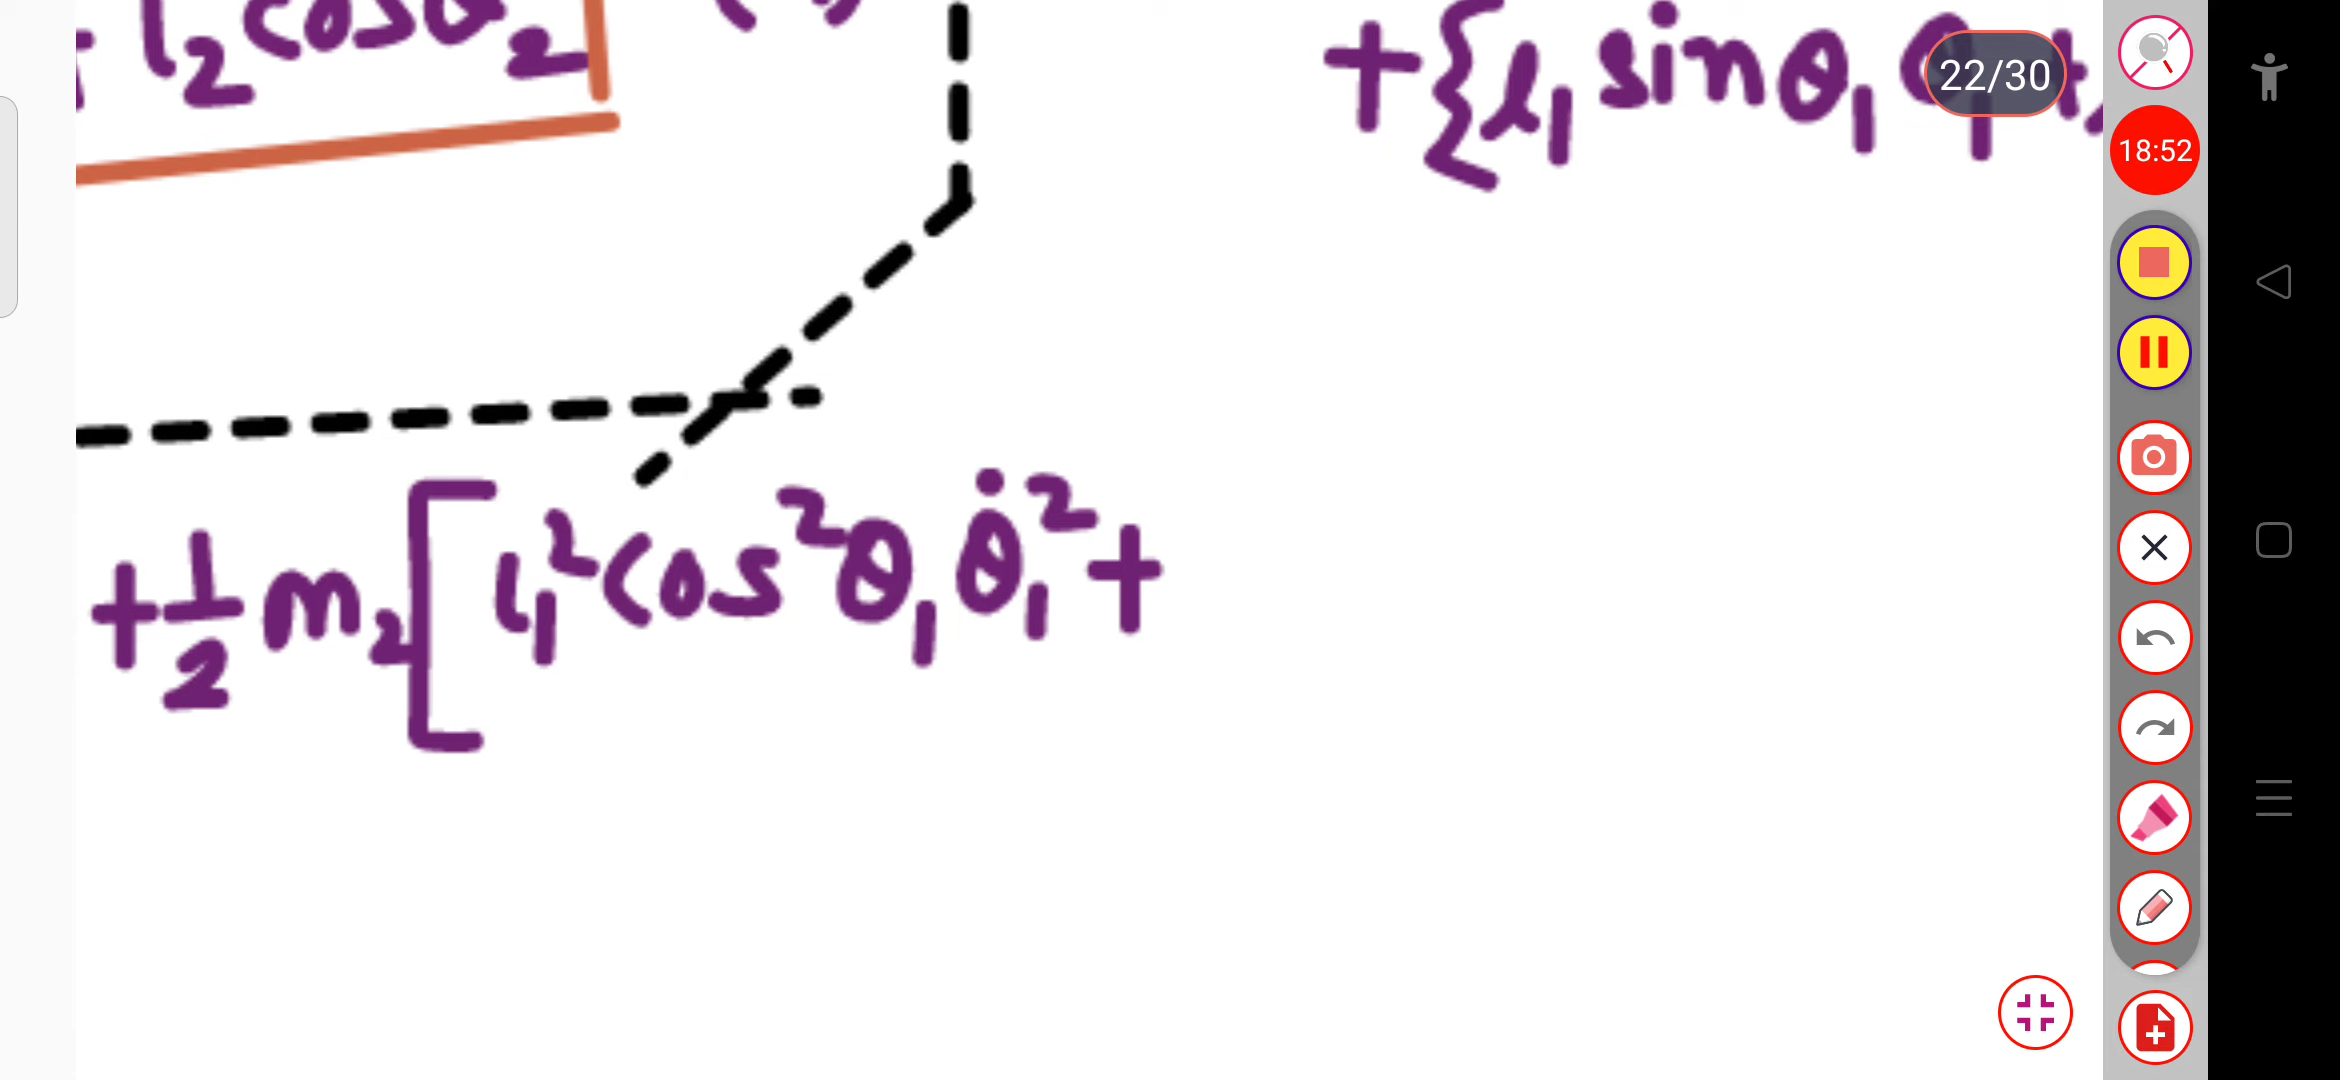 l₂cosθ₂
+{l₁ sinθ₁
22/30
18:52
+½m₂[l₁²cos²θ₁θ̇₁²+